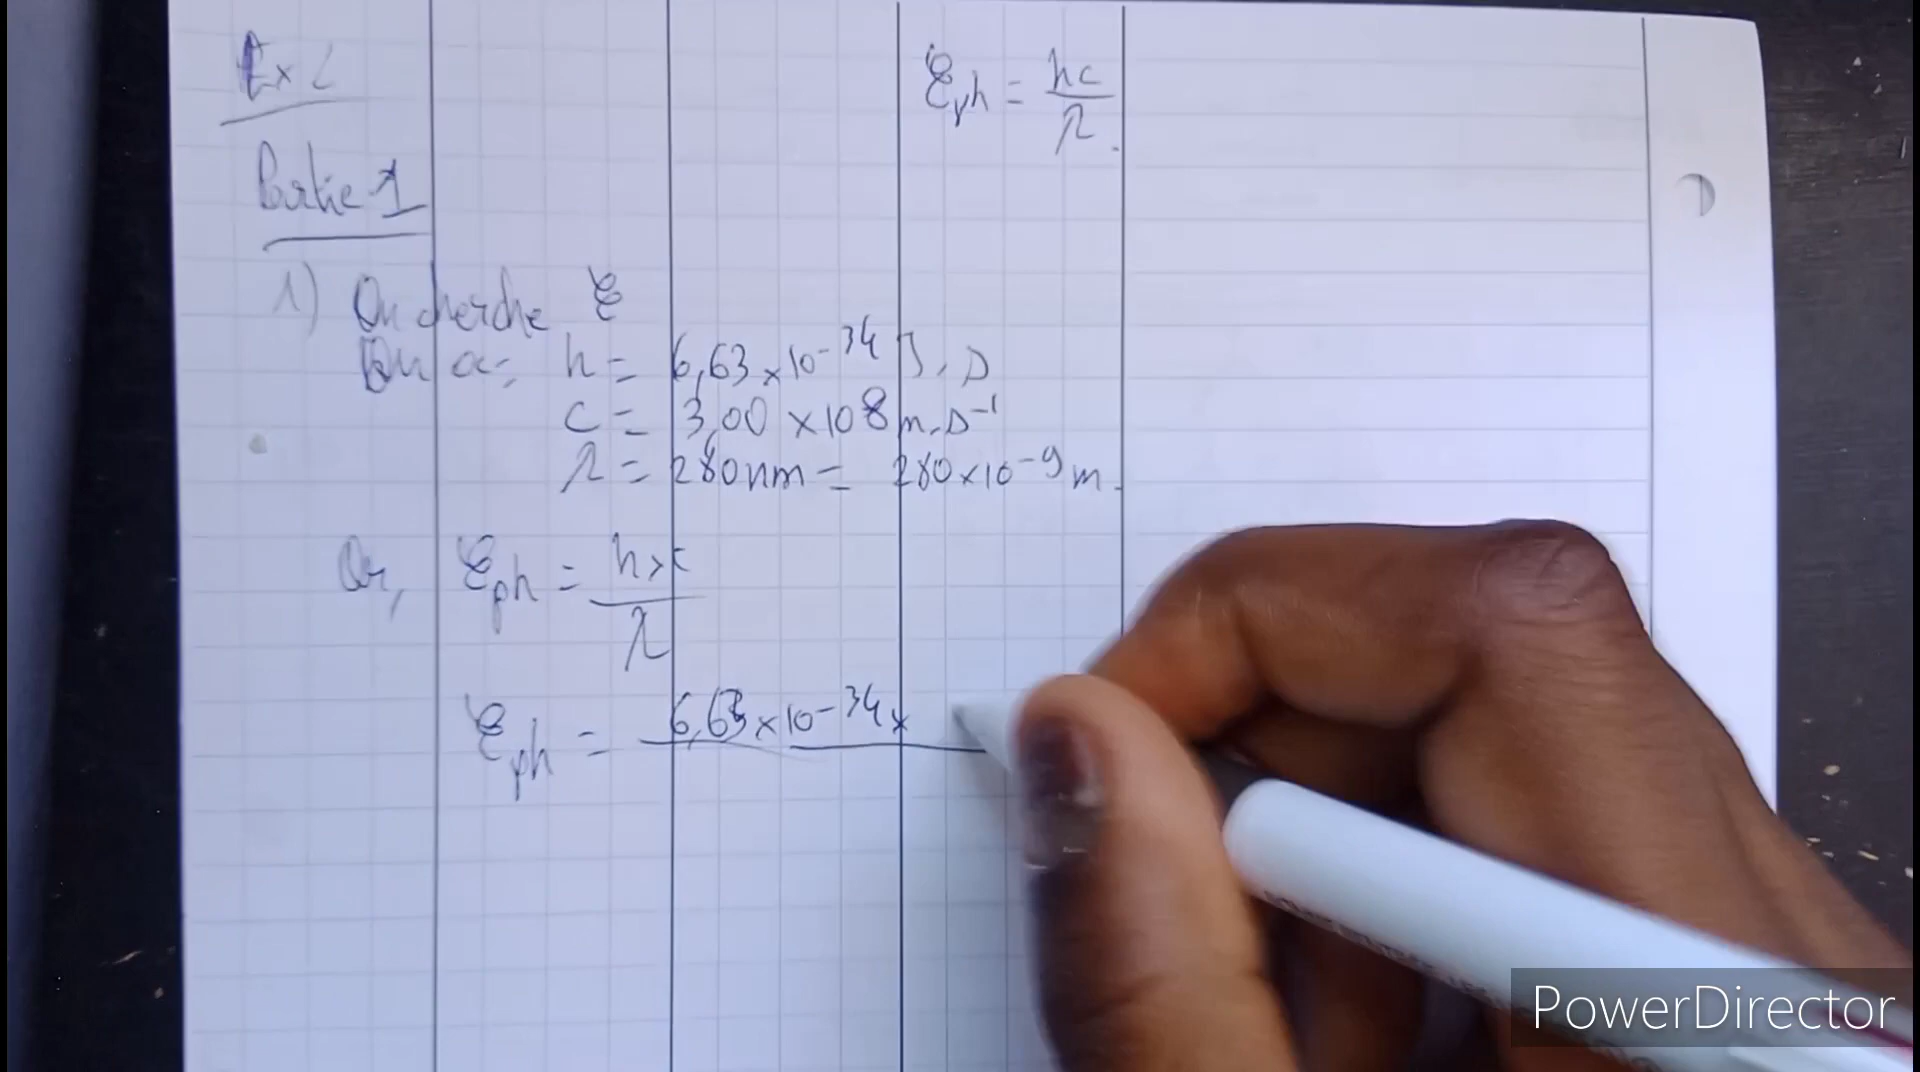 Ex 2
Partie 1
Eph = hc / λ.
1) On cherche E
On a: h = 6,63 × 10⁻³⁴ J.s
c = 3,00 × 10⁸ m.s⁻¹
λ = 280 nm = 280 × 10⁻⁹ m.
Or, Eph = h × c / λ
Eph = 6,63 × 10⁻³⁴ ×
PowerDirector